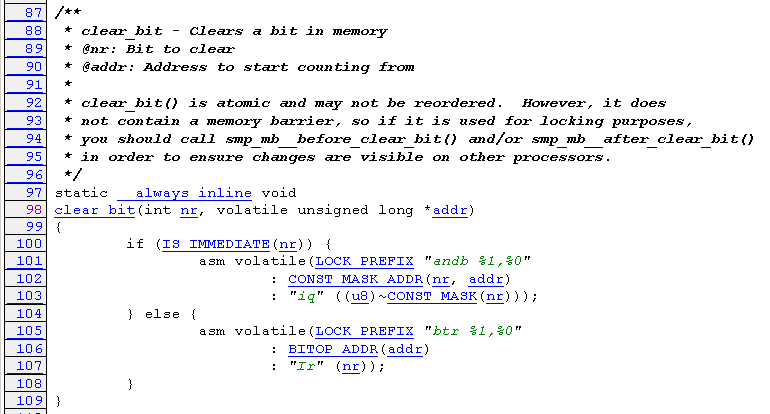 87 /**
88  * clear_bit - Clears a bit in memory
89  * @nr: Bit to clear
90  * @addr: Address to start counting from
91  *
92  * clear_bit() is atomic and may not be reordered.  However, it does
93  * not contain a memory barrier, so if it is used for locking purposes,
94  * you should call smp_mb__before_clear_bit() and/or smp_mb__after_clear_bit()
95  * in order to ensure changes are visible on other processors.
96  */
97 static __always_inline void
98 clear_bit(int nr, volatile unsigned long *addr)
99 {
100         if (IS_IMMEDIATE(nr)) {
101                 asm volatile(LOCK_PREFIX "andb %1,%0"
102                         : CONST_MASK_ADDR(nr, addr)
103                         : "iq" ((u8)~CONST_MASK(nr)));
104         } else {
105                 asm volatile(LOCK_PREFIX "btr %1,%0"
106                         : BITOP_ADDR(addr)
107                         : "Ir" (nr));
108         }
109 }